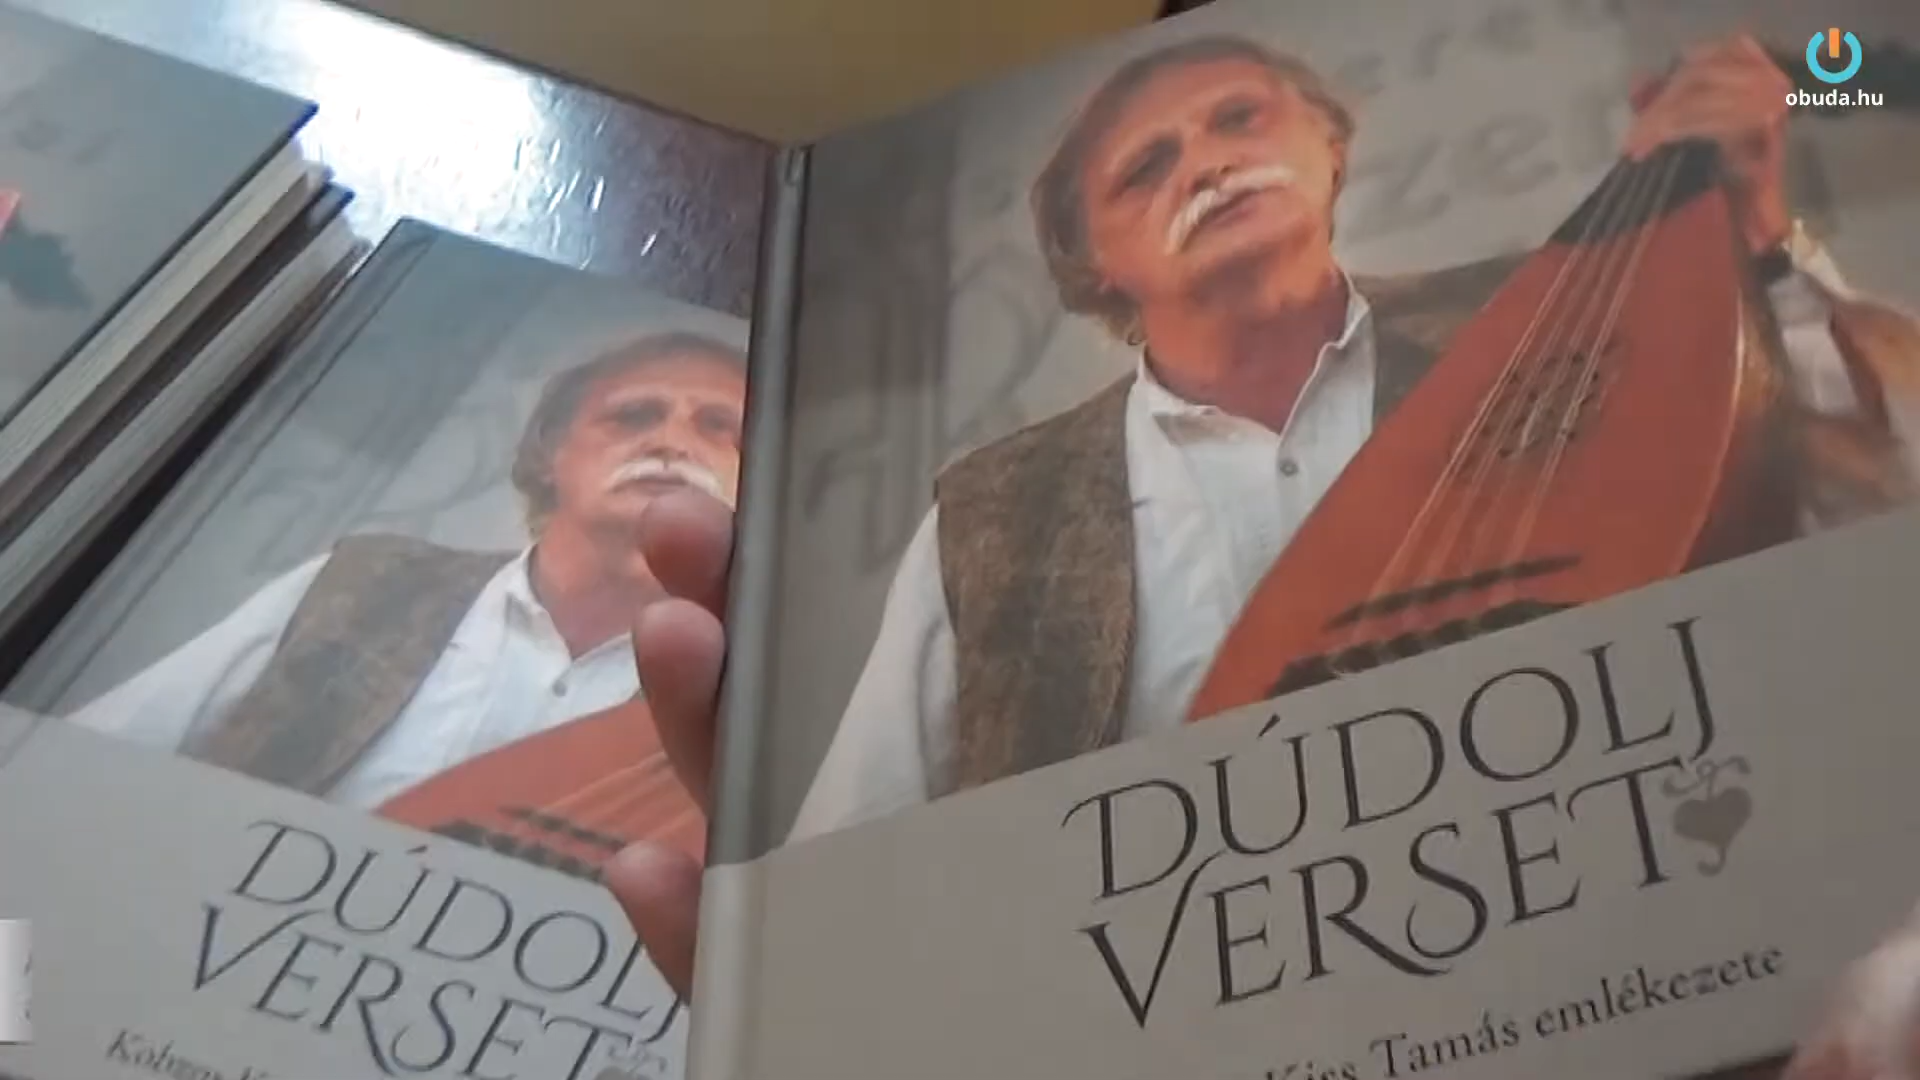 obuda.hu
DÚDOLJ
VERSET
Kiss Tamás emlékezete
DÚDOLJ
VERSET